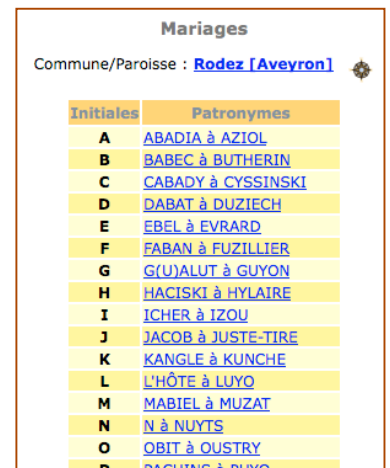 Mariages
Commune/Paroisse : Rodez [Aveyron]
Initiales Patronymes
A ABADIA à AZIOL
B BABEC à BUTHERIN
C CABADY à CYSSINSKI
D DABAT à DUZIECH
E EBEL à EVRARD
F FABAN à FUZILLIER
G G(U)ALUT à GUYON
H HACISKI à HYLAIRE
I ICHER à IZOU
J JACOB à JUSTE-TIRE
K KANGLE à KUNCHE
L L'HÔTE à LUYO
M MABIEL à MUZAT
N N à NUYTS
O OBIT à OUSTRY